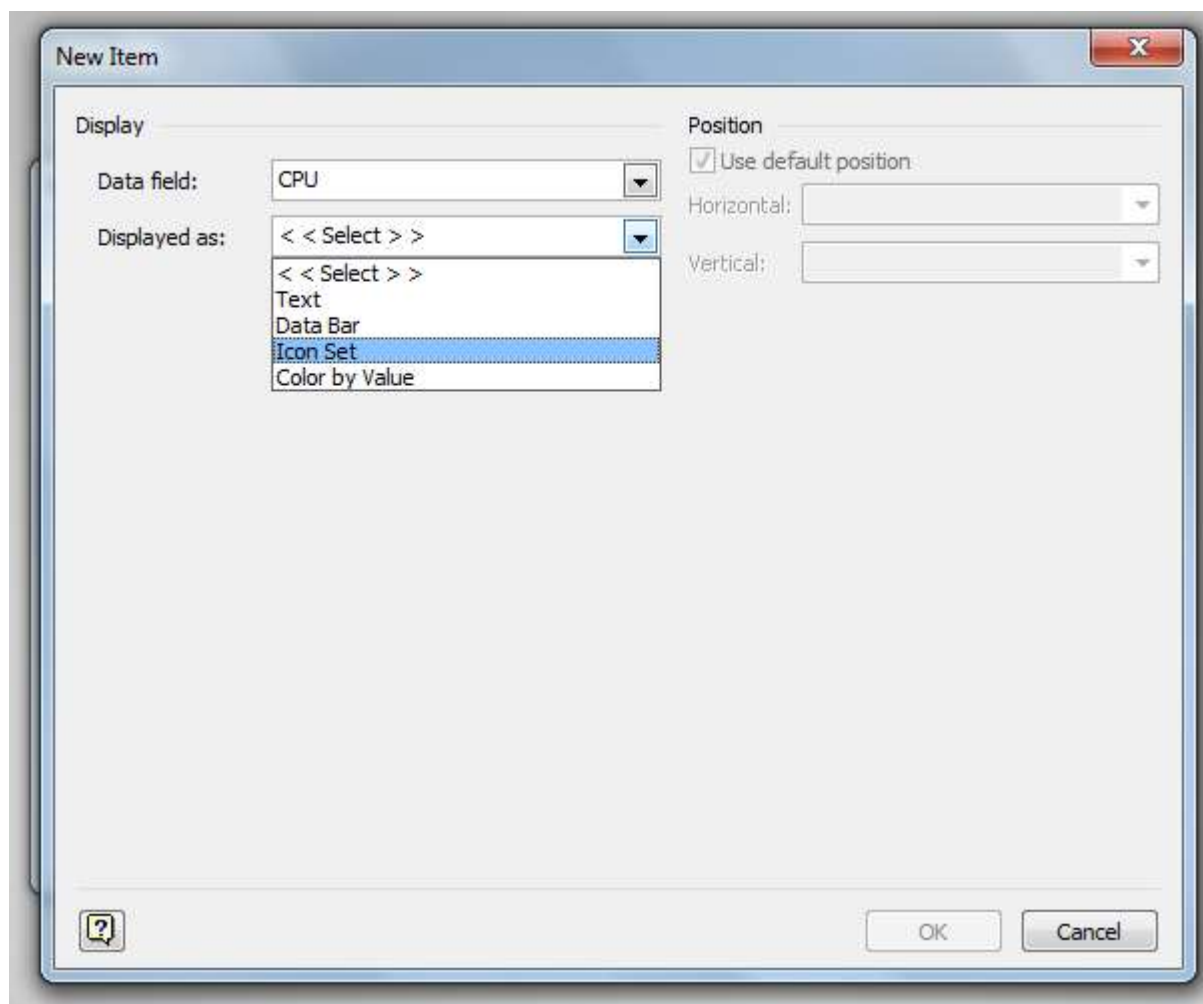 New Item
Display
Data field:
CPU
Displayed as:
< < Select > >
< < Select > >
Text
Data Bar
Icon Set
Color by Value
Position
Use default position
Horizontal:
Vertical:
OK
Cancel